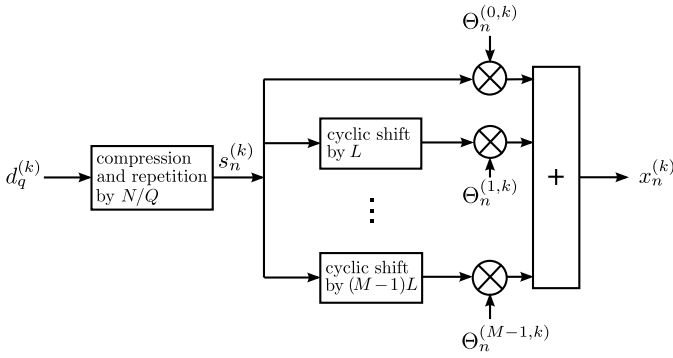 Θ_n^{(0,k)}
d_q^{(k)}
compression
and repetition
by N/Q
s_n^{(k)}
cyclic shift
by L
Θ_n^{(1,k)}
+
x_n^{(k)}
cyclic shift
by (M−1)L
Θ_n^{(M−1,k)}